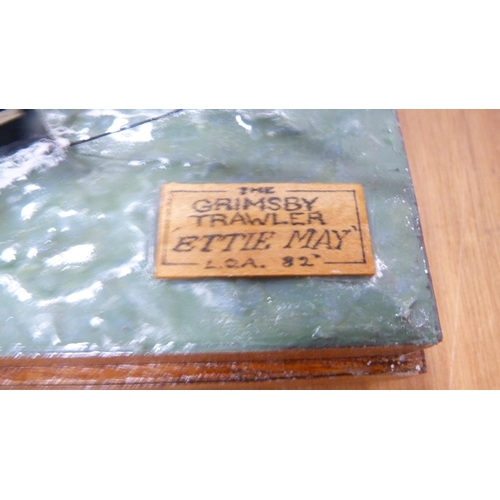 THE
GRIMSBY
TRAWLER
'ETTIE MAY'
L.O.A. 82'